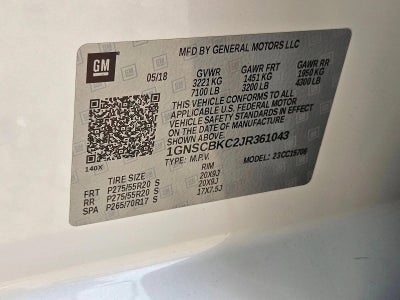 GM
MFD BY GENERAL MOTORS LLC
05/18 GVWR GAWR FRT GAWR RR
3221 KG 1451 KG 1950 KG
7100 LB 3200 LB 4300 LB
THIS VEHICLE CONFORMS TO ALL
APPLICABLE U.S. FEDERAL MOTOR
VEHICLE SAFETY STANDARDS IN EFFECT
ON THE DATE OF MANUFACTURE
SHOWN ABOVE.
1GNSCBKC2JR361043
140X TYPE: M.P.V. MODEL: 23CC15706
TIRE SIZE RIM
FRT P275/55R20 S 20X9J
RR P275/55R20 S 20X9J
SPA P265/70R17 S 17X7.5J